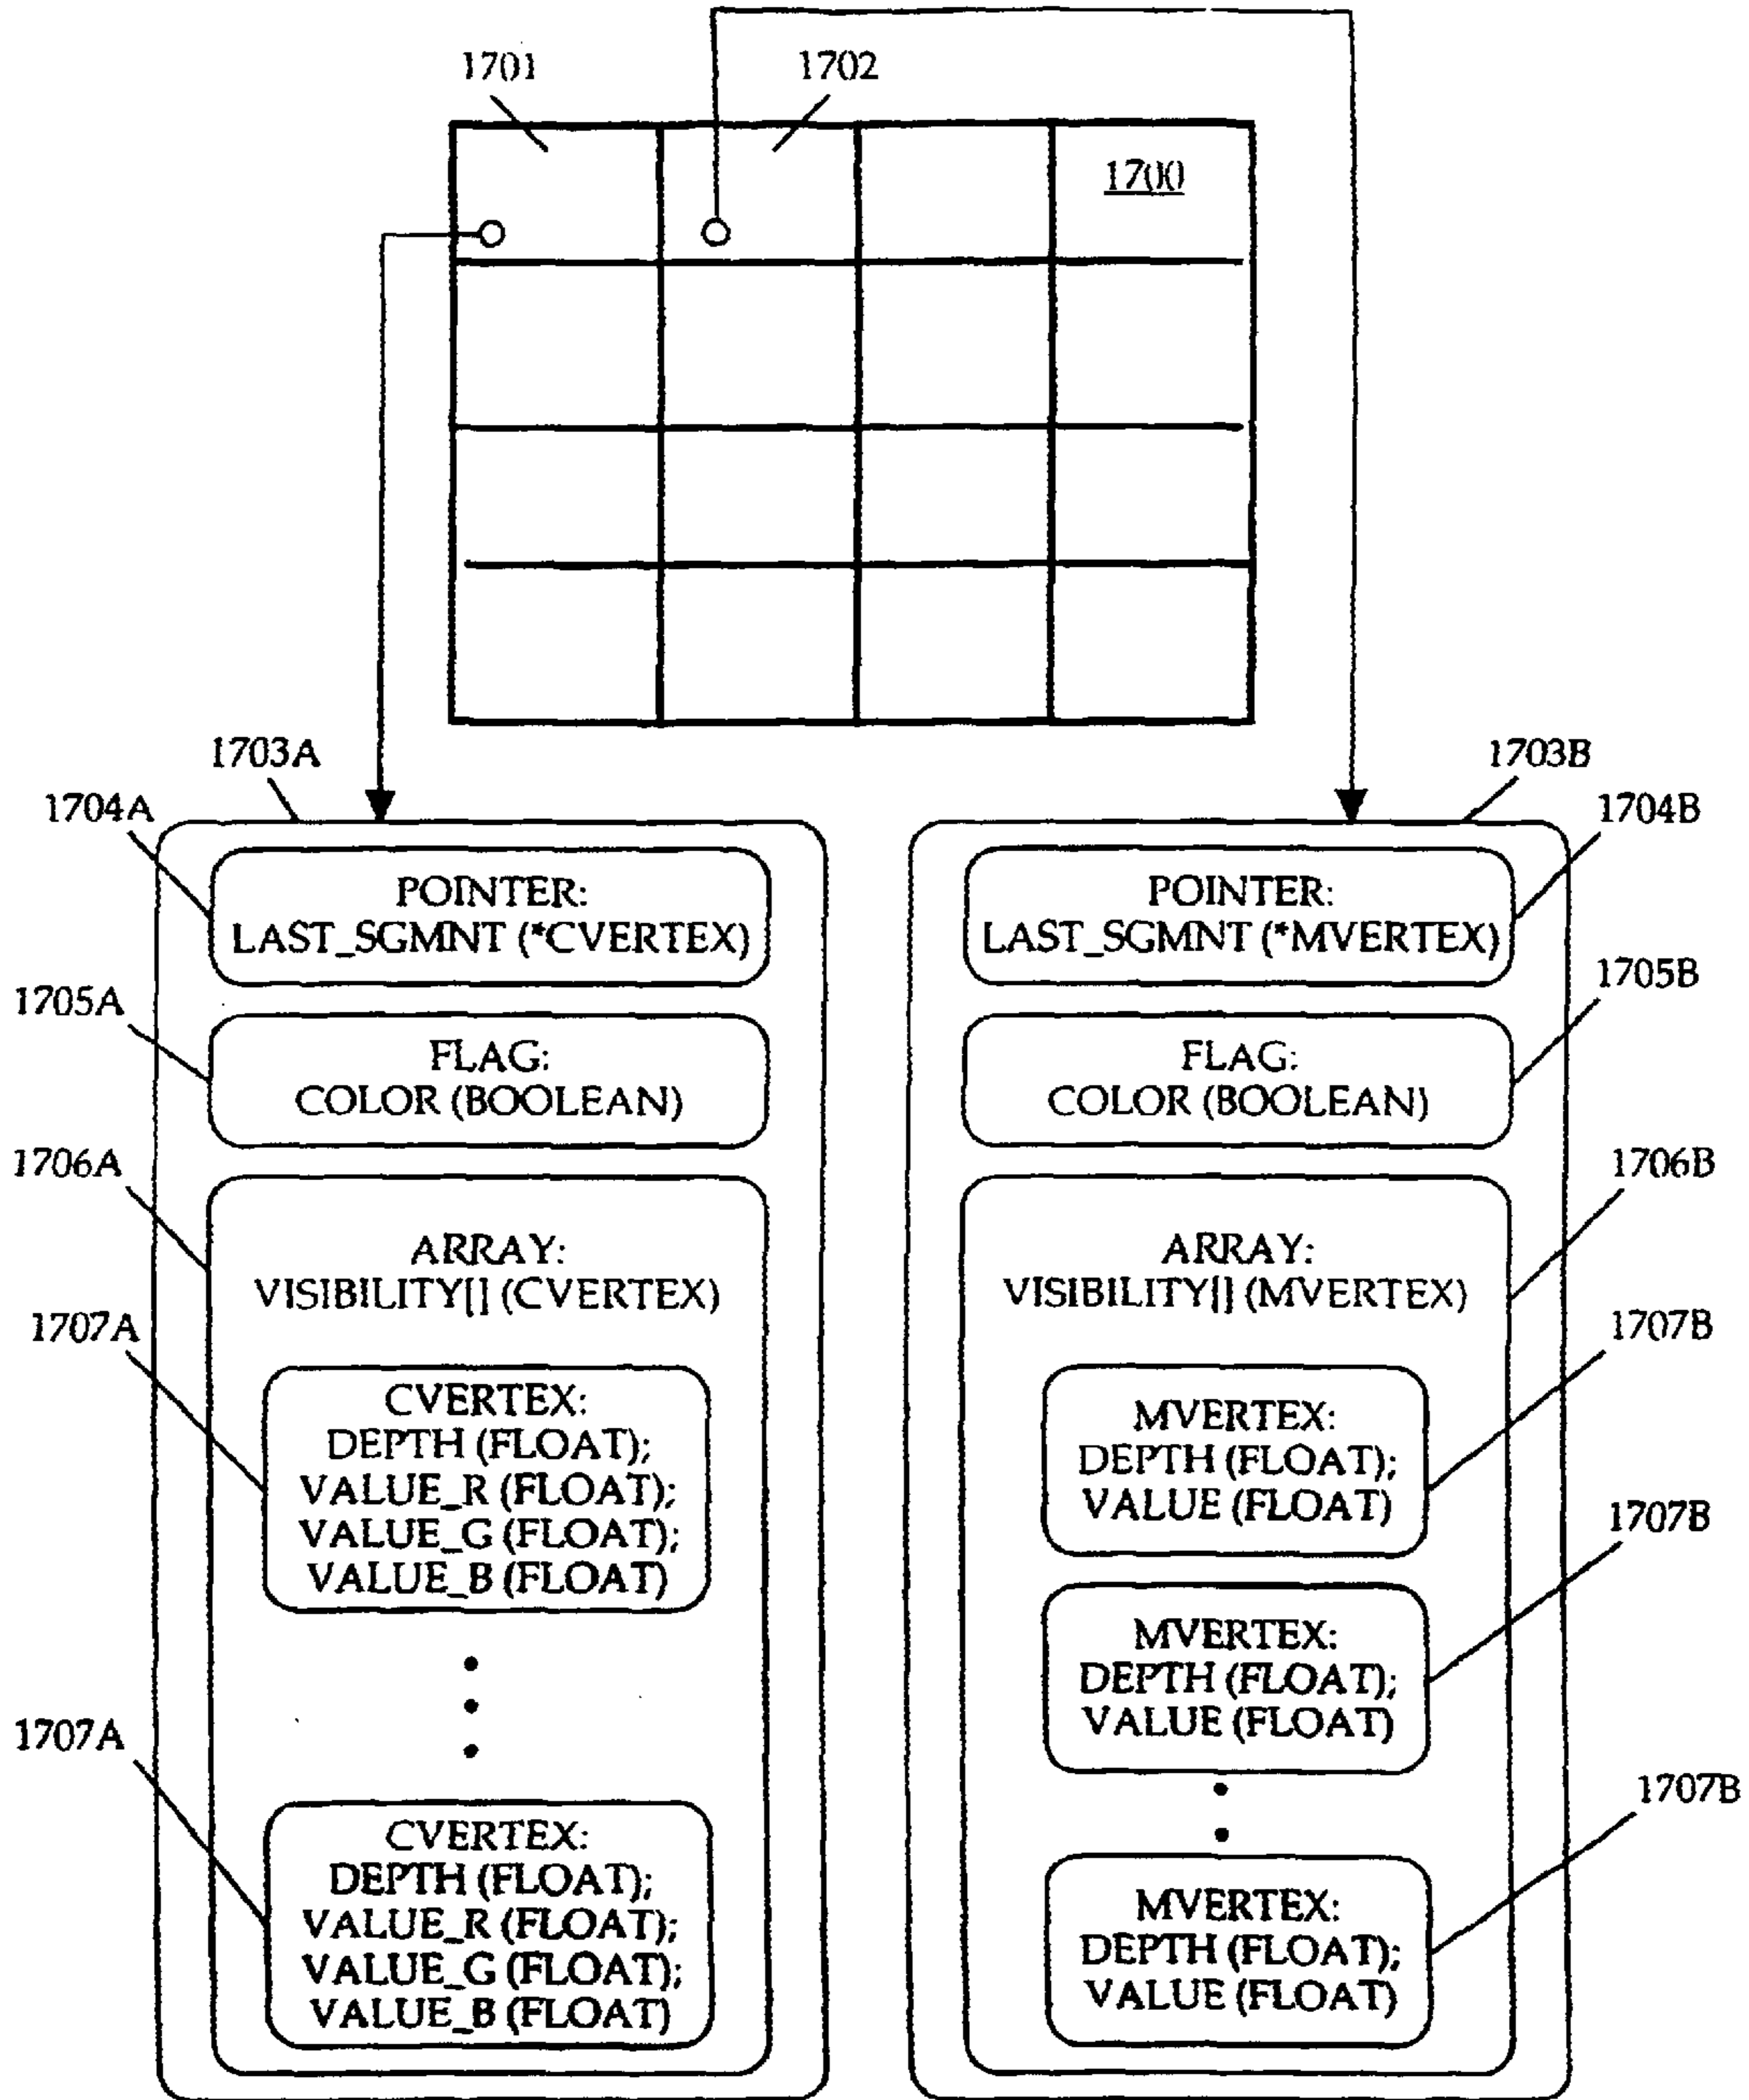 1701
1702
1700
1703A
1703B
1704A
1704B
POINTER:
LAST_SGMNT (*CVERTEX)
POINTER:
LAST_SGMNT (*MVERTEX)
1705A
1705B
FLAG:
COLOR (BOOLEAN)
FLAG:
COLOR (BOOLEAN)
1706A
1706B
ARRAY:
VISIBILITY[] (CVERTEX)
ARRAY:
VISIBILITY[] (MVERTEX)
1707A
1707B
CVERTEX:
DEPTH (FLOAT);
VALUE_R (FLOAT);
VALUE_G (FLOAT);
VALUE_B (FLOAT)
MVERTEX:
DEPTH (FLOAT);
VALUE (FLOAT)
1707B
MVERTEX:
DEPTH (FLOAT);
VALUE (FLOAT)
1707A
1707B
CVERTEX:
DEPTH (FLOAT);
VALUE_R (FLOAT);
VALUE_G (FLOAT);
VALUE_B (FLOAT)
MVERTEX:
DEPTH (FLOAT);
VALUE (FLOAT)